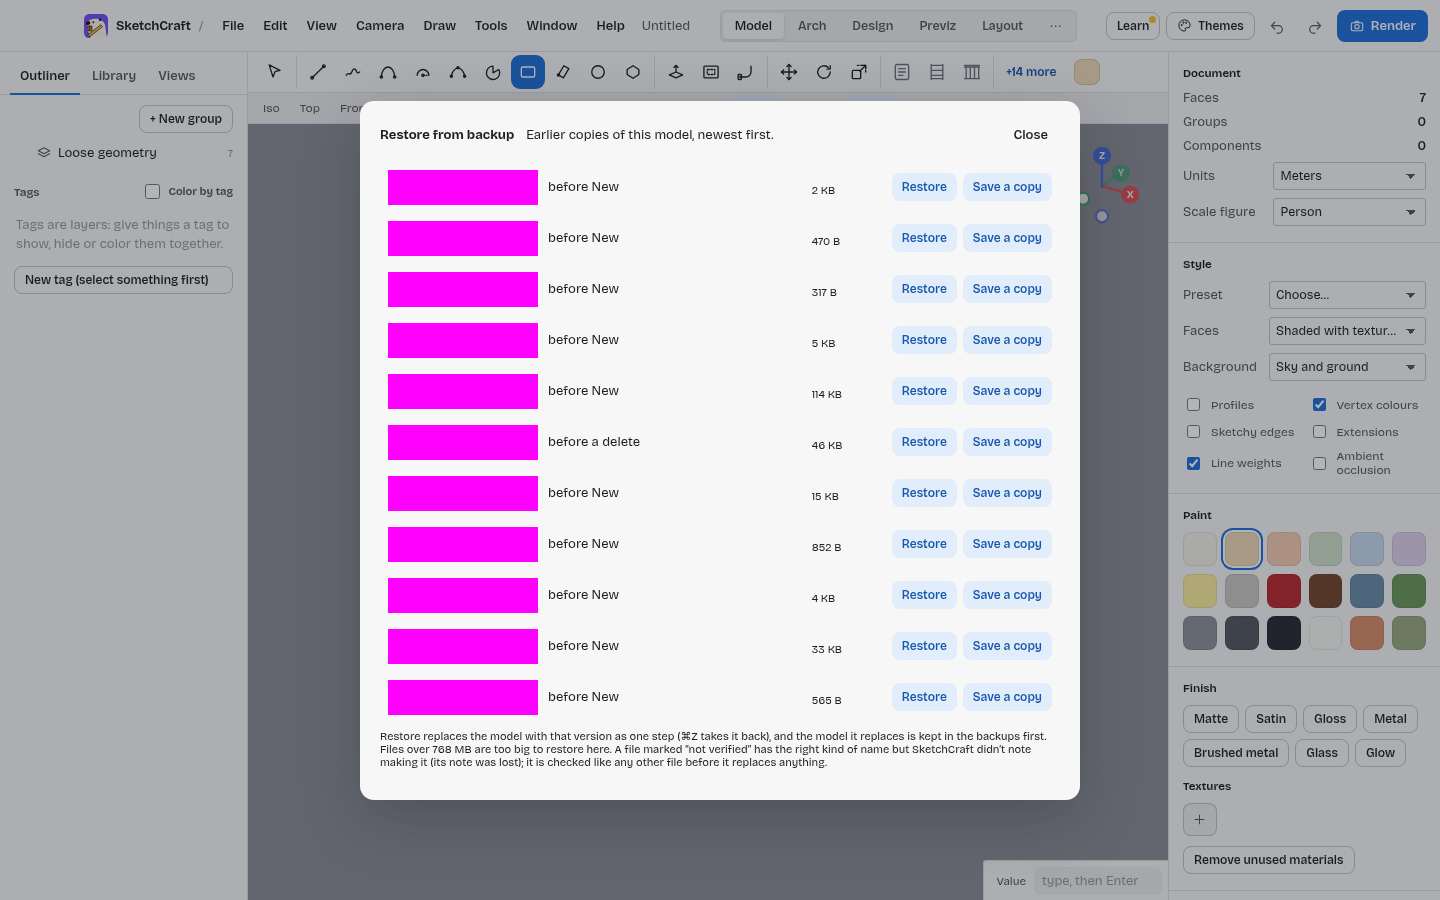 SketchCraft / File Edit View Camera Draw Tools Window Help Untitled Model Arch Design Previz Layout ··· Learn Themes Render
Outliner Library Views
+14 more
Iso Top
+ New group
Loose geometry 7
Tags Color by tag
Tags are layers: give things a tag to
show, hide or color them together.
New tag (select something first)
Restore from backup Earlier copies of this model, newest first. Close
before New 2 KB Restore Save a copy
before New 470 B Restore Save a copy
before New 317 B Restore Save a copy
before New 5 KB Restore Save a copy
before New 114 KB Restore Save a copy
before a delete 46 KB Restore Save a copy
before New 15 KB Restore Save a copy
before New 852 B Restore Save a copy
before New 4 KB Restore Save a copy
before New 33 KB Restore Save a copy
before New 565 B Restore Save a copy
Restore replaces the model with that version as one step (⌘Z takes it back), and the model it replaces is kept in the backups first.
Files over 768 MB are too big to restore here. A file marked "not verified" has the right kind of name but SketchCraft didn't note
making it (its note was lost); it is checked like any other file before it replaces anything.
Z
Y
X
Value type, then Enter
Document
Faces 7
Groups 0
Components 0
Units Meters
Scale figure Person
Style
Preset Choose...
Faces Shaded with textur...
Background Sky and ground
Profiles Vertex colours
Sketchy edges Extensions
Line weights Ambient
occlusion
Paint
Finish
Matte Satin Gloss Metal
Brushed metal Glass Glow
Textures
+
Remove unused materials